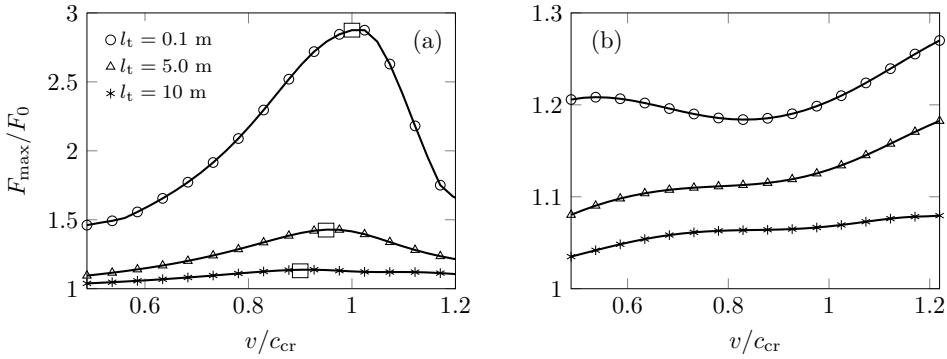 3
2.5
2
1.5
1
F_max/F_0
(a)
l_t = 0.1 m
l_t = 5.0 m
l_t = 10 m
0.6
0.8
1
1.2
v/c_cr
1.3
1.2
1.1
1
(b)
0.6
0.8
1
1.2
v/c_cr